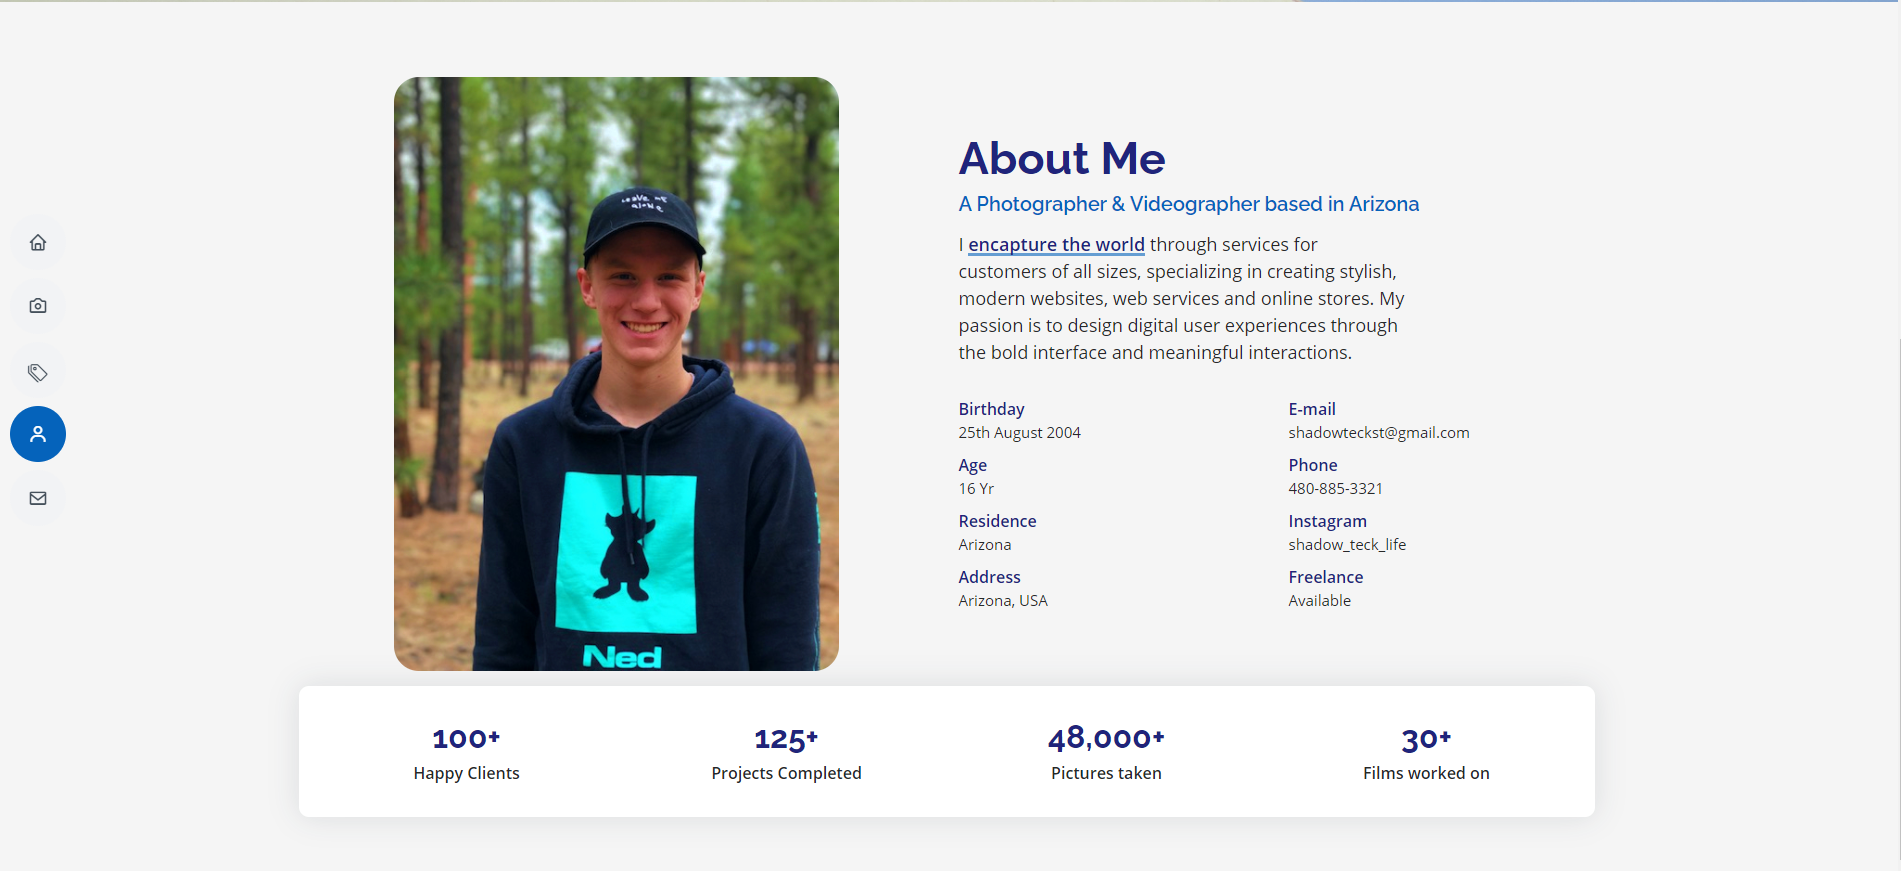 leave me
alone
Ned
About Me
A Photographer & Videographer based in Arizona
I encapture the world through services for
customers of all sizes, specializing in creating stylish,
modern websites, web services and online stores. My
passion is to design digital user experiences through
the bold interface and meaningful interactions.
Birthday
25th August 2004
Age
16 Yr
Residence
Arizona
Address
Arizona, USA
E-mail
shadowteckst@gmail.com
Phone
480-885-3321
Instagram
shadow_teck_life
Freelance
Available
100+
Happy Clients
125+
Projects Completed
48,000+
Pictures taken
30+
Films worked on